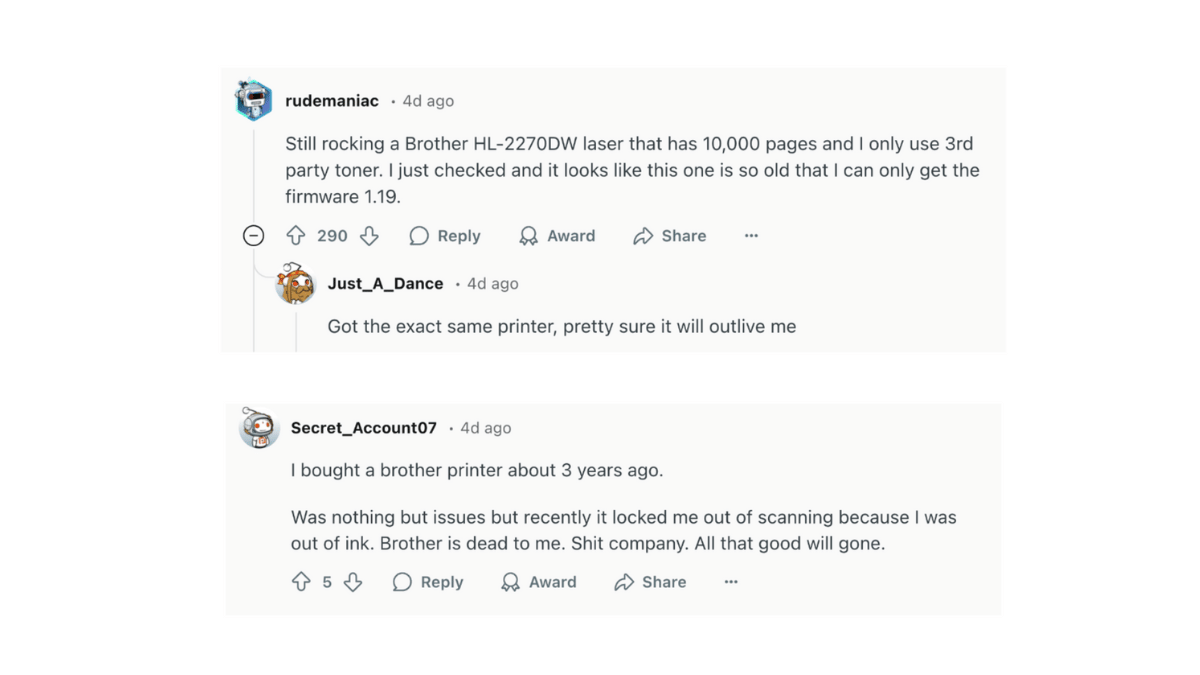 rudemaniac • 4d ago
Still rocking a Brother HL-2270DW laser that has 10,000 pages and I only use 3rd
party toner. I just checked and it looks like this one is so old that I can only get the
firmware 1.19.
290 Reply Award Share ...
Just_A_Dance • 4d ago
Got the exact same printer, pretty sure it will outlive me
Secret_Account07 • 4d ago
I bought a brother printer about 3 years ago.
Was nothing but issues but recently it locked me out of scanning because I was
out of ink. Brother is dead to me. Shit company. All that good will gone.
5 Reply Award Share ...